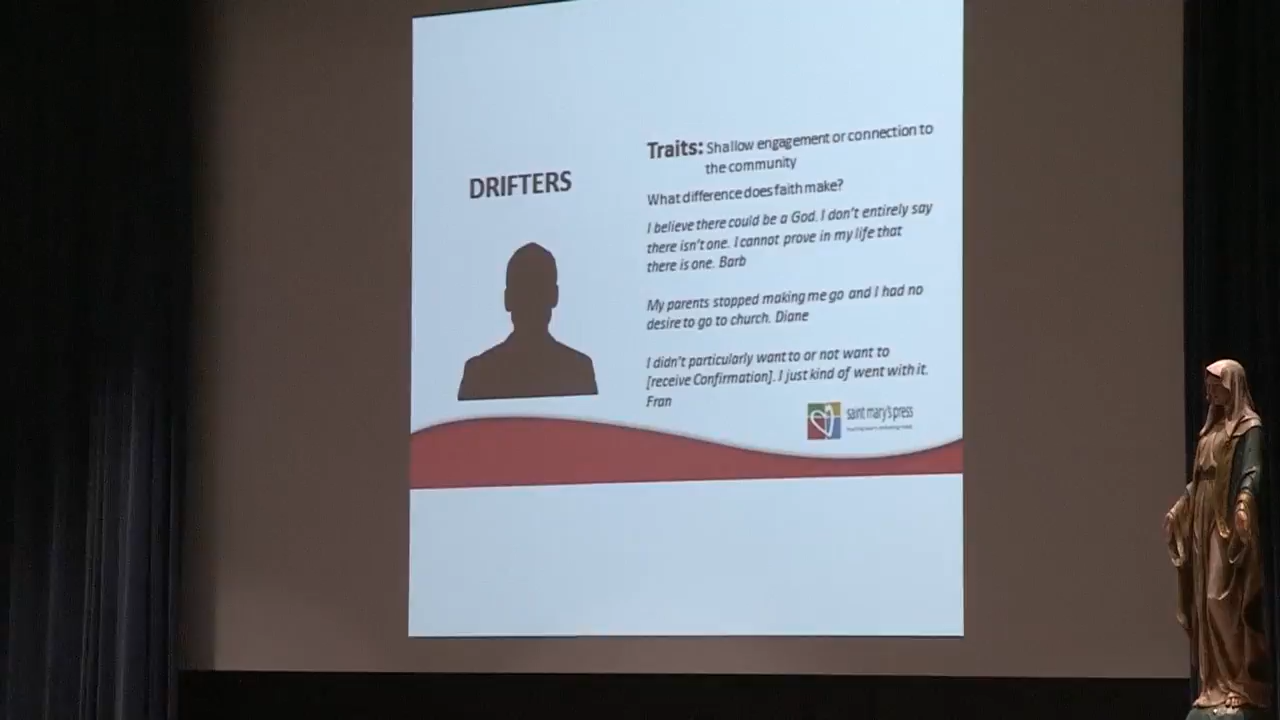 DRIFTERS
Traits: Shallow engagement or connection to
the community
What difference does faith make?
I believe there could be a God. I don't entirely say
there isn't one. I cannot prove in my life that
there is one. Barb
My parents stopped making me go and I had no
desire to go to church. Diane
I didn't particularly want to or not want to
[receive Confirmation]. I just kind of went with it.
Fran
saint mary's press